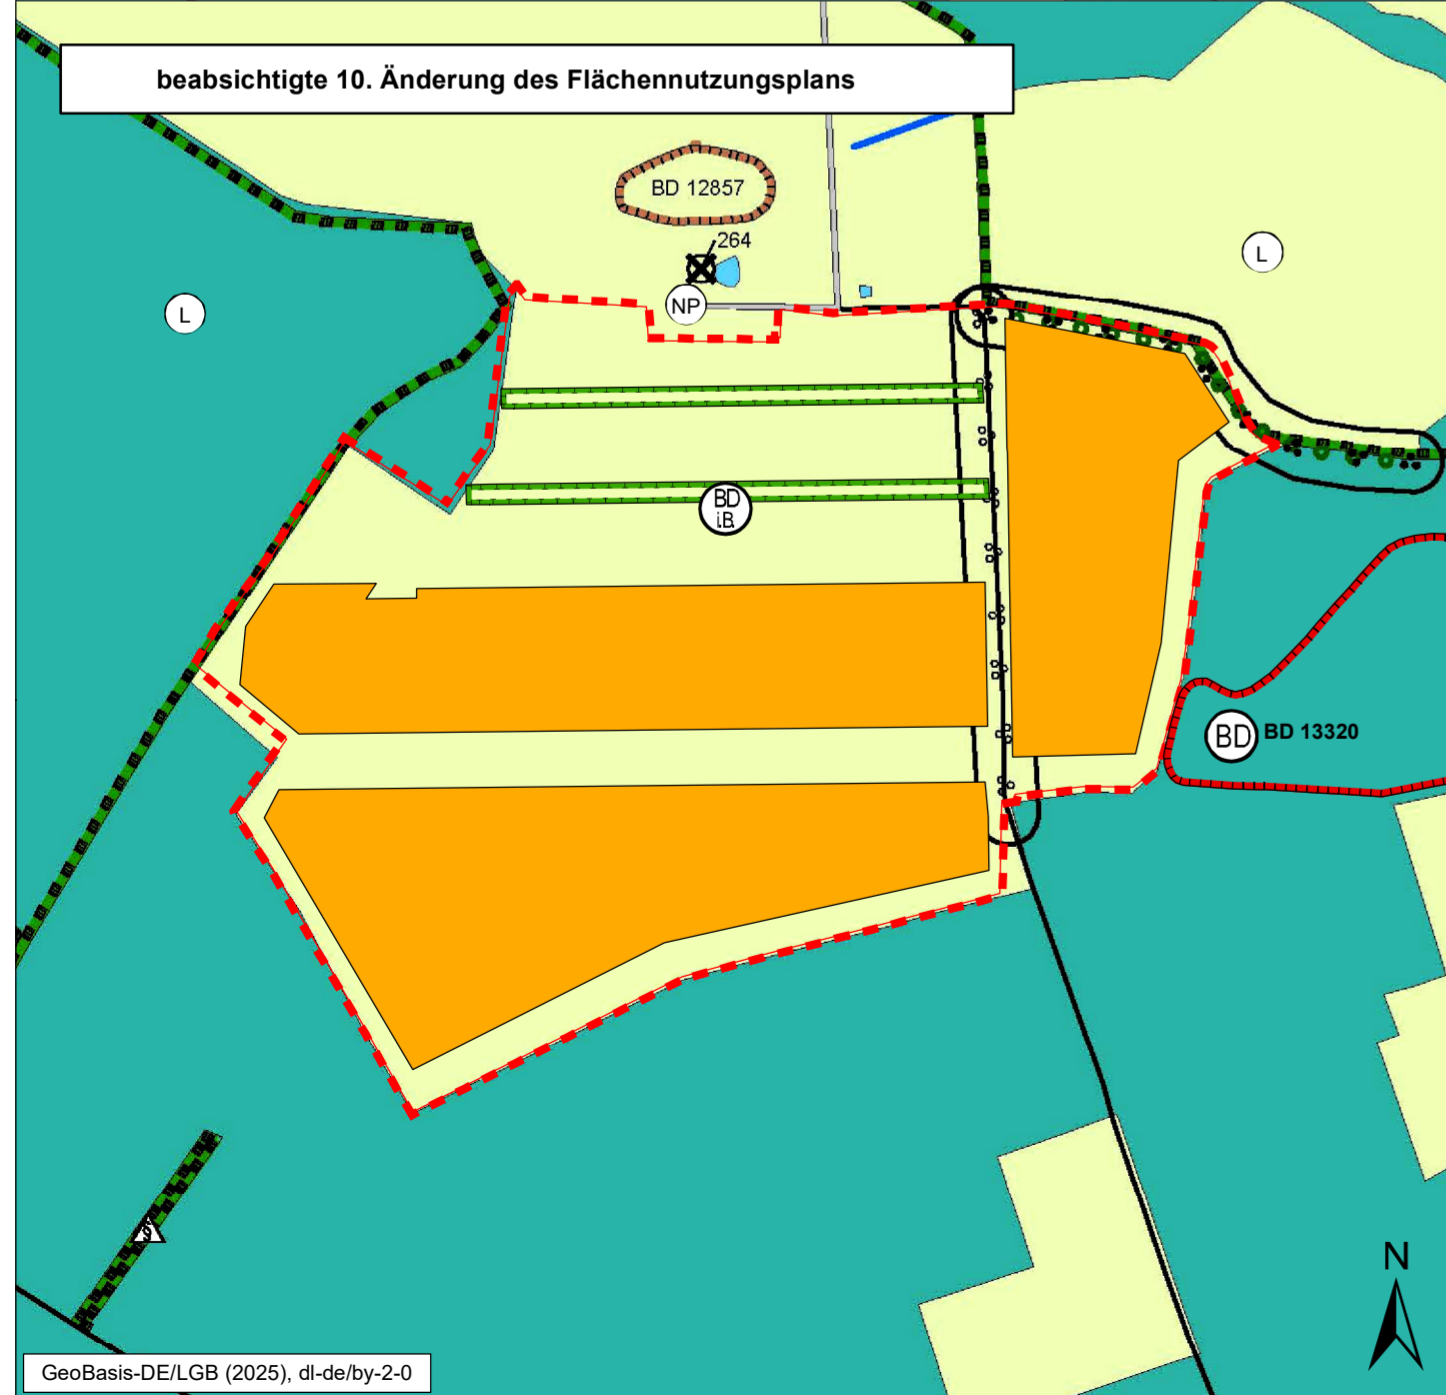 beabsichtigte 10. Änderung des Flächennutzungsplans
BD 12857
264
L
L
NP
BD
i.B.
BD
BD 13320
N
GeoBasis-DE/LGB (2025), dl-de/by-2-0